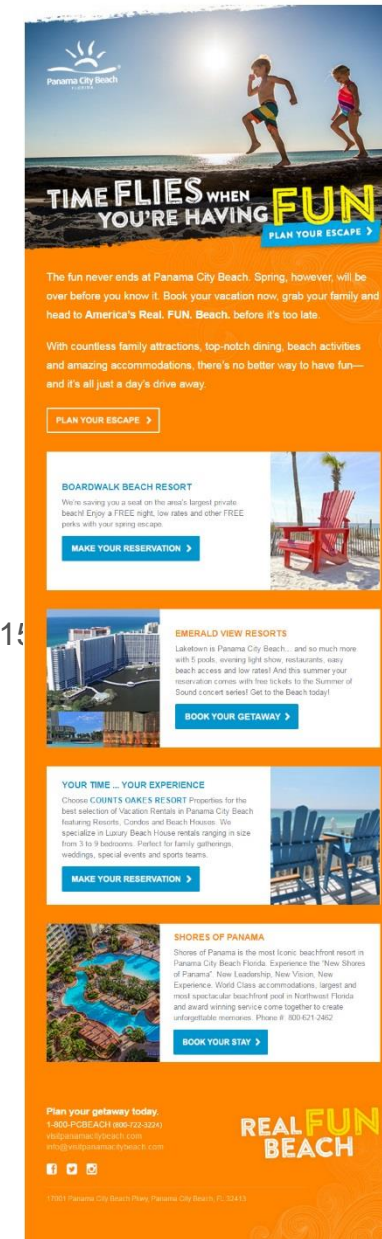 Panama City Beach
FLORIDA
TIME FLIES WHEN
YOU'RE HAVING FUN
PLAN YOUR ESCAPE >
The fun never ends at Panama City Beach. Spring, however, will be
over before you know it. Book your vacation now, grab your family and
head to America's Real. FUN. Beach. before it's too late.
With countless family attractions, top-notch dining, beach activities
and amazing accommodations, there's no better way to have fun—
and it's all just a day's drive away.
PLAN YOUR ESCAPE >
BOARDWALK BEACH RESORT
We're saving you a seat on the area's largest private
beach! Enjoy a FREE night, low rates and other FREE
perks with your spring escape.
MAKE YOUR RESERVATION >
15
EMERALD VIEW RESORTS
Laketown is Panama City Beach... and so much more
with 5 pools, evening light show, restaurants, easy
beach access and low rates! And this summer your
reservation comes with free tickets to the Summer of
Sound concert series! Get to the Beach today!
BOOK YOUR GETAWAY >
YOUR TIME ... YOUR EXPERIENCE
Choose COUNTS OAKES RESORT Properties for the
best selection of Vacation Rentals in Panama City Beach
featuring Resorts, Condos and Beach Houses. We
specialize in Luxury Beach House rentals ranging in size
from 3 to 9 bedrooms. Perfect for family gatherings,
weddings, special events and sports teams.
MAKE YOUR RESERVATION >
SHORES OF PANAMA
Shores of Panama is the most Iconic beachfront resort in
Panama City Beach Florida. Experience the "New Shores
of Panama". New Leadership, New Vision, New
Experience. World Class accommodations, largest and
most spectacular beachfront pool in Northwest Florida
and award winning service come together to create
unforgettable memories. Phone #: 800-621-2462
BOOK YOUR STAY >
Plan your getaway today.
1-800-PCBEACH (800-722-3224)
visitpanamacitybeach.com
info@visitpanamacitybeach.com
REAL FUN
BEACH
17001 Panama City Beach Pkwy, Panama City Beach, FL 32413